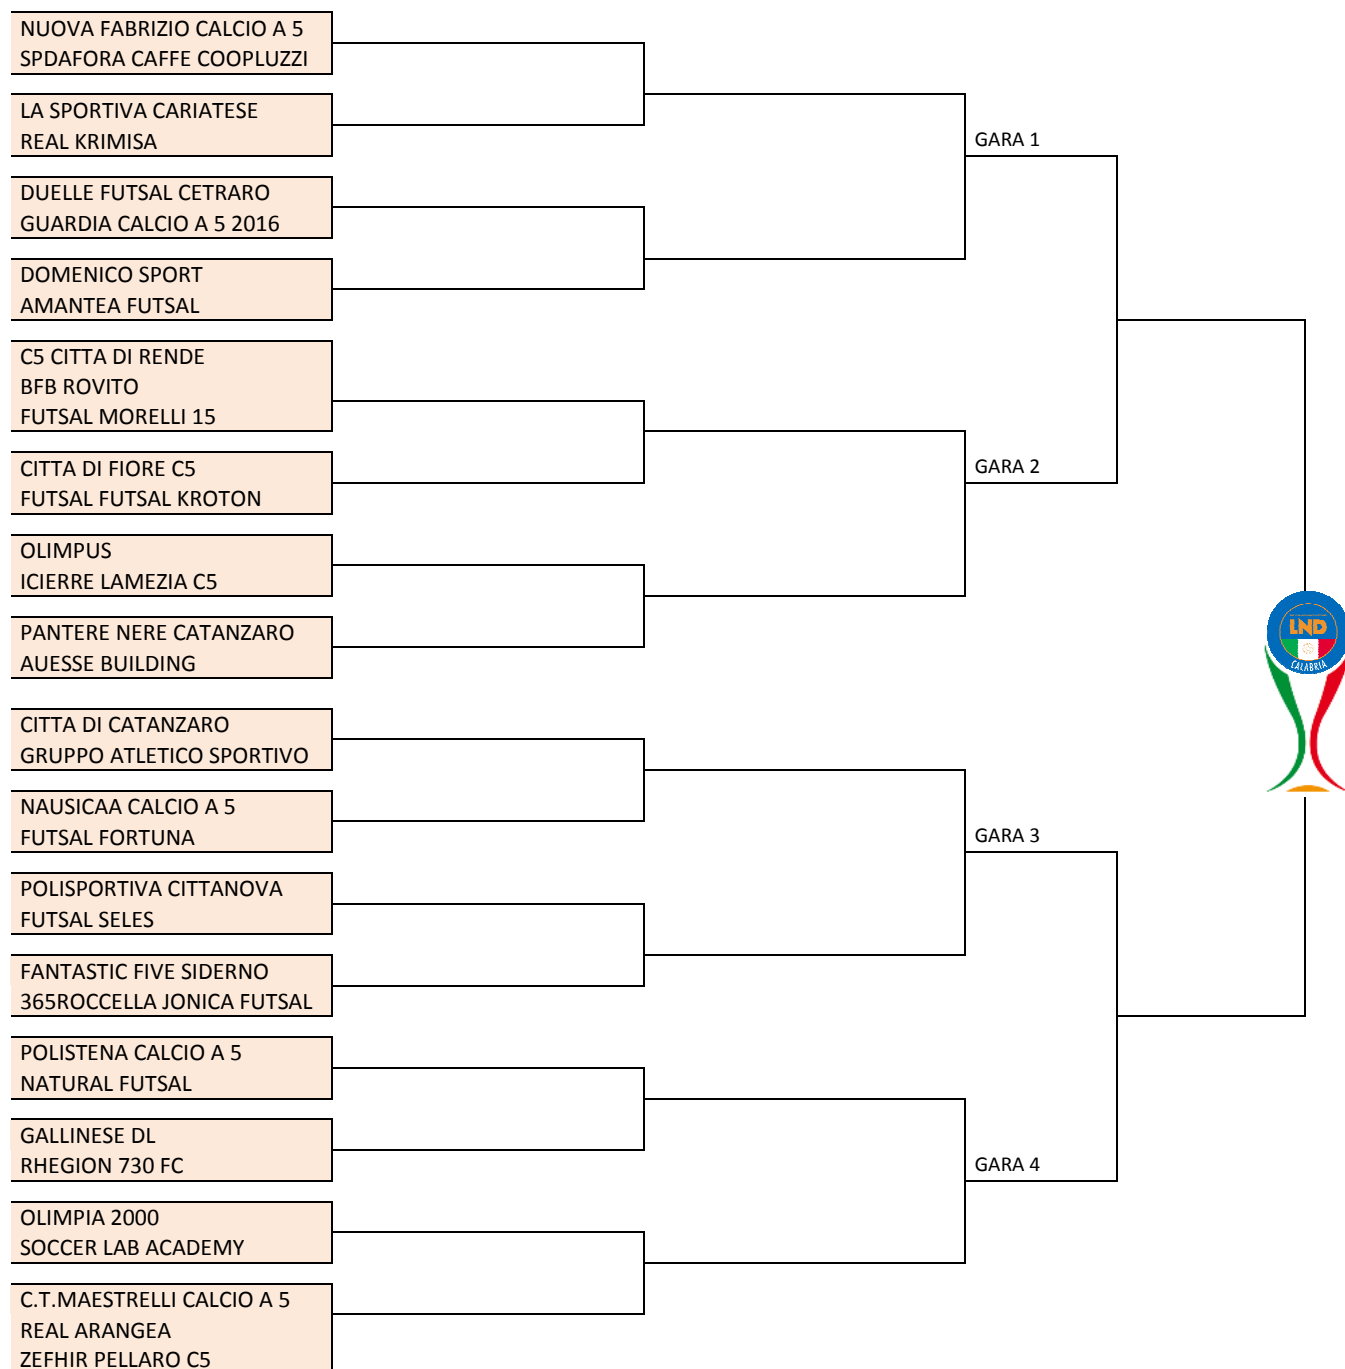 NUOVA FABRIZIO CALCIO A 5
SPDAFORA CAFFE COOPLUZZI
LA SPORTIVA CARIATESE
REAL KRIMISA
GARA 1
DUELLE FUTSAL CETRARO
GUARDIA CALCIO A 5 2016
DOMENICO SPORT
AMANTEA FUTSAL
C5 CITTA DI RENDE
BFB ROVITO
FUTSAL MORELLI 15
CITTA DI FIORE C5
FUTSAL FUTSAL KROTON
GARA 2
OLIMPUS
ICIERRE LAMEZIA C5
PANTERE NERE CATANZARO
AUESSE BUILDING
LND
CALABRIA
CITTA DI CATANZARO
GRUPPO ATLETICO SPORTIVO
NAUSICAA CALCIO A 5
FUTSAL FORTUNA
GARA 3
POLISPORTIVA CITTANOVA
FUTSAL SELES
FANTASTIC FIVE SIDERNO
365ROCCELLA JONICA FUTSAL
POLISTENA CALCIO A 5
NATURAL FUTSAL
GALLINESE DL
RHEGION 730 FC
GARA 4
OLIMPIA 2000
SOCCER LAB ACADEMY
C.T.MAESTRELLI CALCIO A 5
REAL ARANGEA
ZEFHIR PELLARO C5